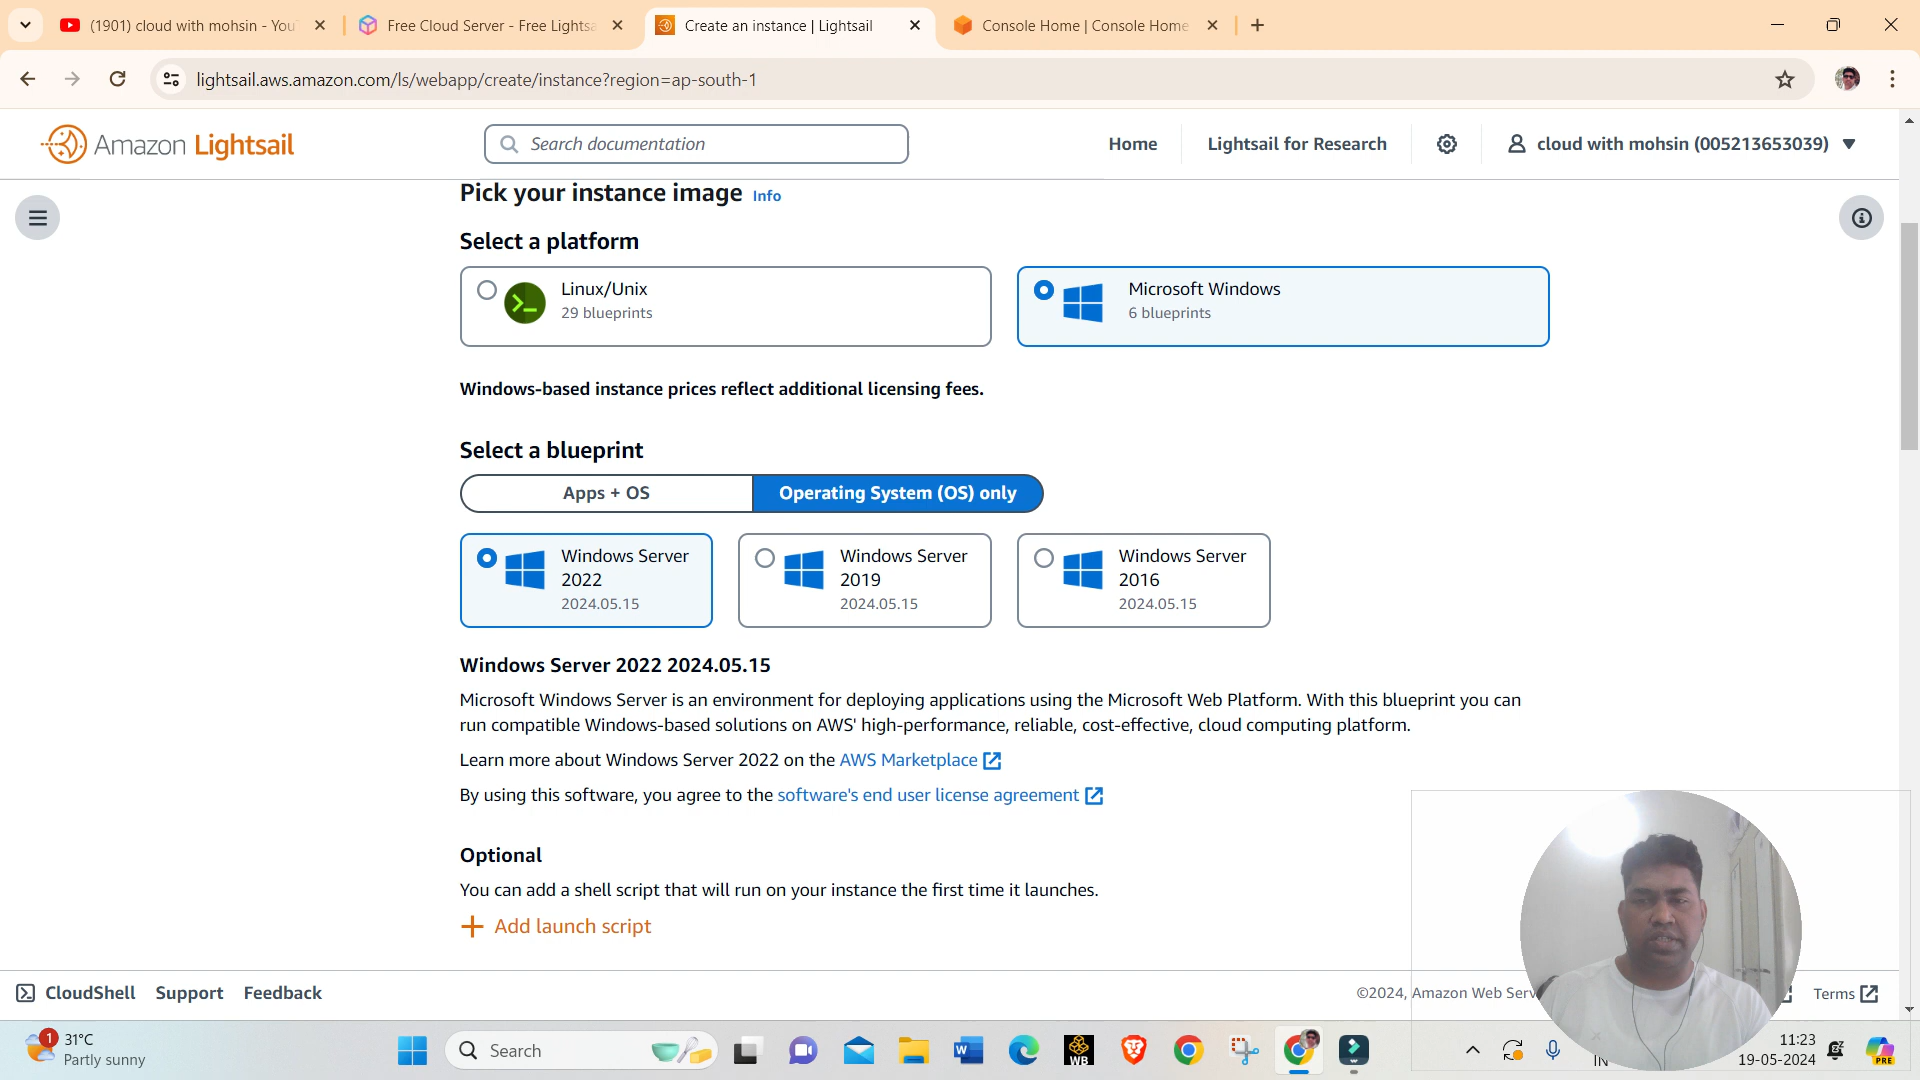 (1901) cloud with mohsin - You
Free Cloud Server - Free Lightsa
Create an instance | Lightsail
Console Home | Console Home
lightsail.aws.amazon.com/ls/webapp/create/instance?region=ap-south-1
Amazon Lightsail
Search documentation
Home
Lightsail for Research
cloud with mohsin (005213653039)
Pick your instance image Info
Select a platform
Linux/Unix
29 blueprints
Microsoft Windows
6 blueprints
Windows-based instance prices reflect additional licensing fees.
Select a blueprint
Apps + OS
Operating System (OS) only
Windows Server
2022
2024.05.15
Windows Server
2019
2024.05.15
Windows Server
2016
2024.05.15
Windows Server 2022 2024.05.15
Microsoft Windows Server is an environment for deploying applications using the Microsoft Web Platform. With this blueprint you can
run compatible Windows-based solutions on AWS' high-performance, reliable, cost-effective, cloud computing platform.
Learn more about Windows Server 2022 on the AWS Marketplace
By using this software, you agree to the software's end user license agreement
Optional
You can add a shell script that will run on your instance the first time it launches.
+ Add launch script
CloudShell
Support
Feedback
©2024, Amazon Web Serv
Terms
1
31°C
Partly sunny
Search
W
WB
IN
11:23
19-05-2024
PRE